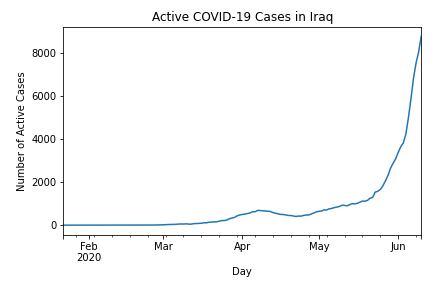 Active COVID-19 Cases in Iraq
Number of Active Cases
8000
6000
4000
2000
0
Feb Mar Apr May Jun
2020
Day